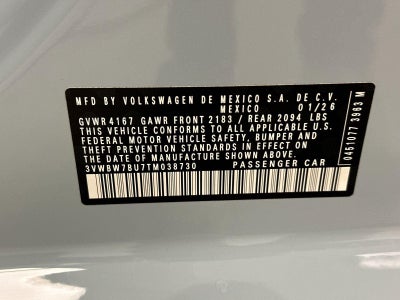 MFD BY VOLKSWAGEN DE MEXICO S.A. DE C.V.
MEXICO 01/26
GVWR 4167 GAWR FRONT 2183 / REAR 2094 LBS
THIS VEHICLE CONFORMS TO ALL APPLICABLE U.S.
FEDERAL MOTOR VEHICLE SAFETY, BUMPER AND
THEFT PREVENTION STANDARDS IN EFFECT
ON THE DATE OF MANUFACTURE SHOWN ABOVE
3VWBW7BU7TM038730 PASSENGER CAR
04510077 3963 M